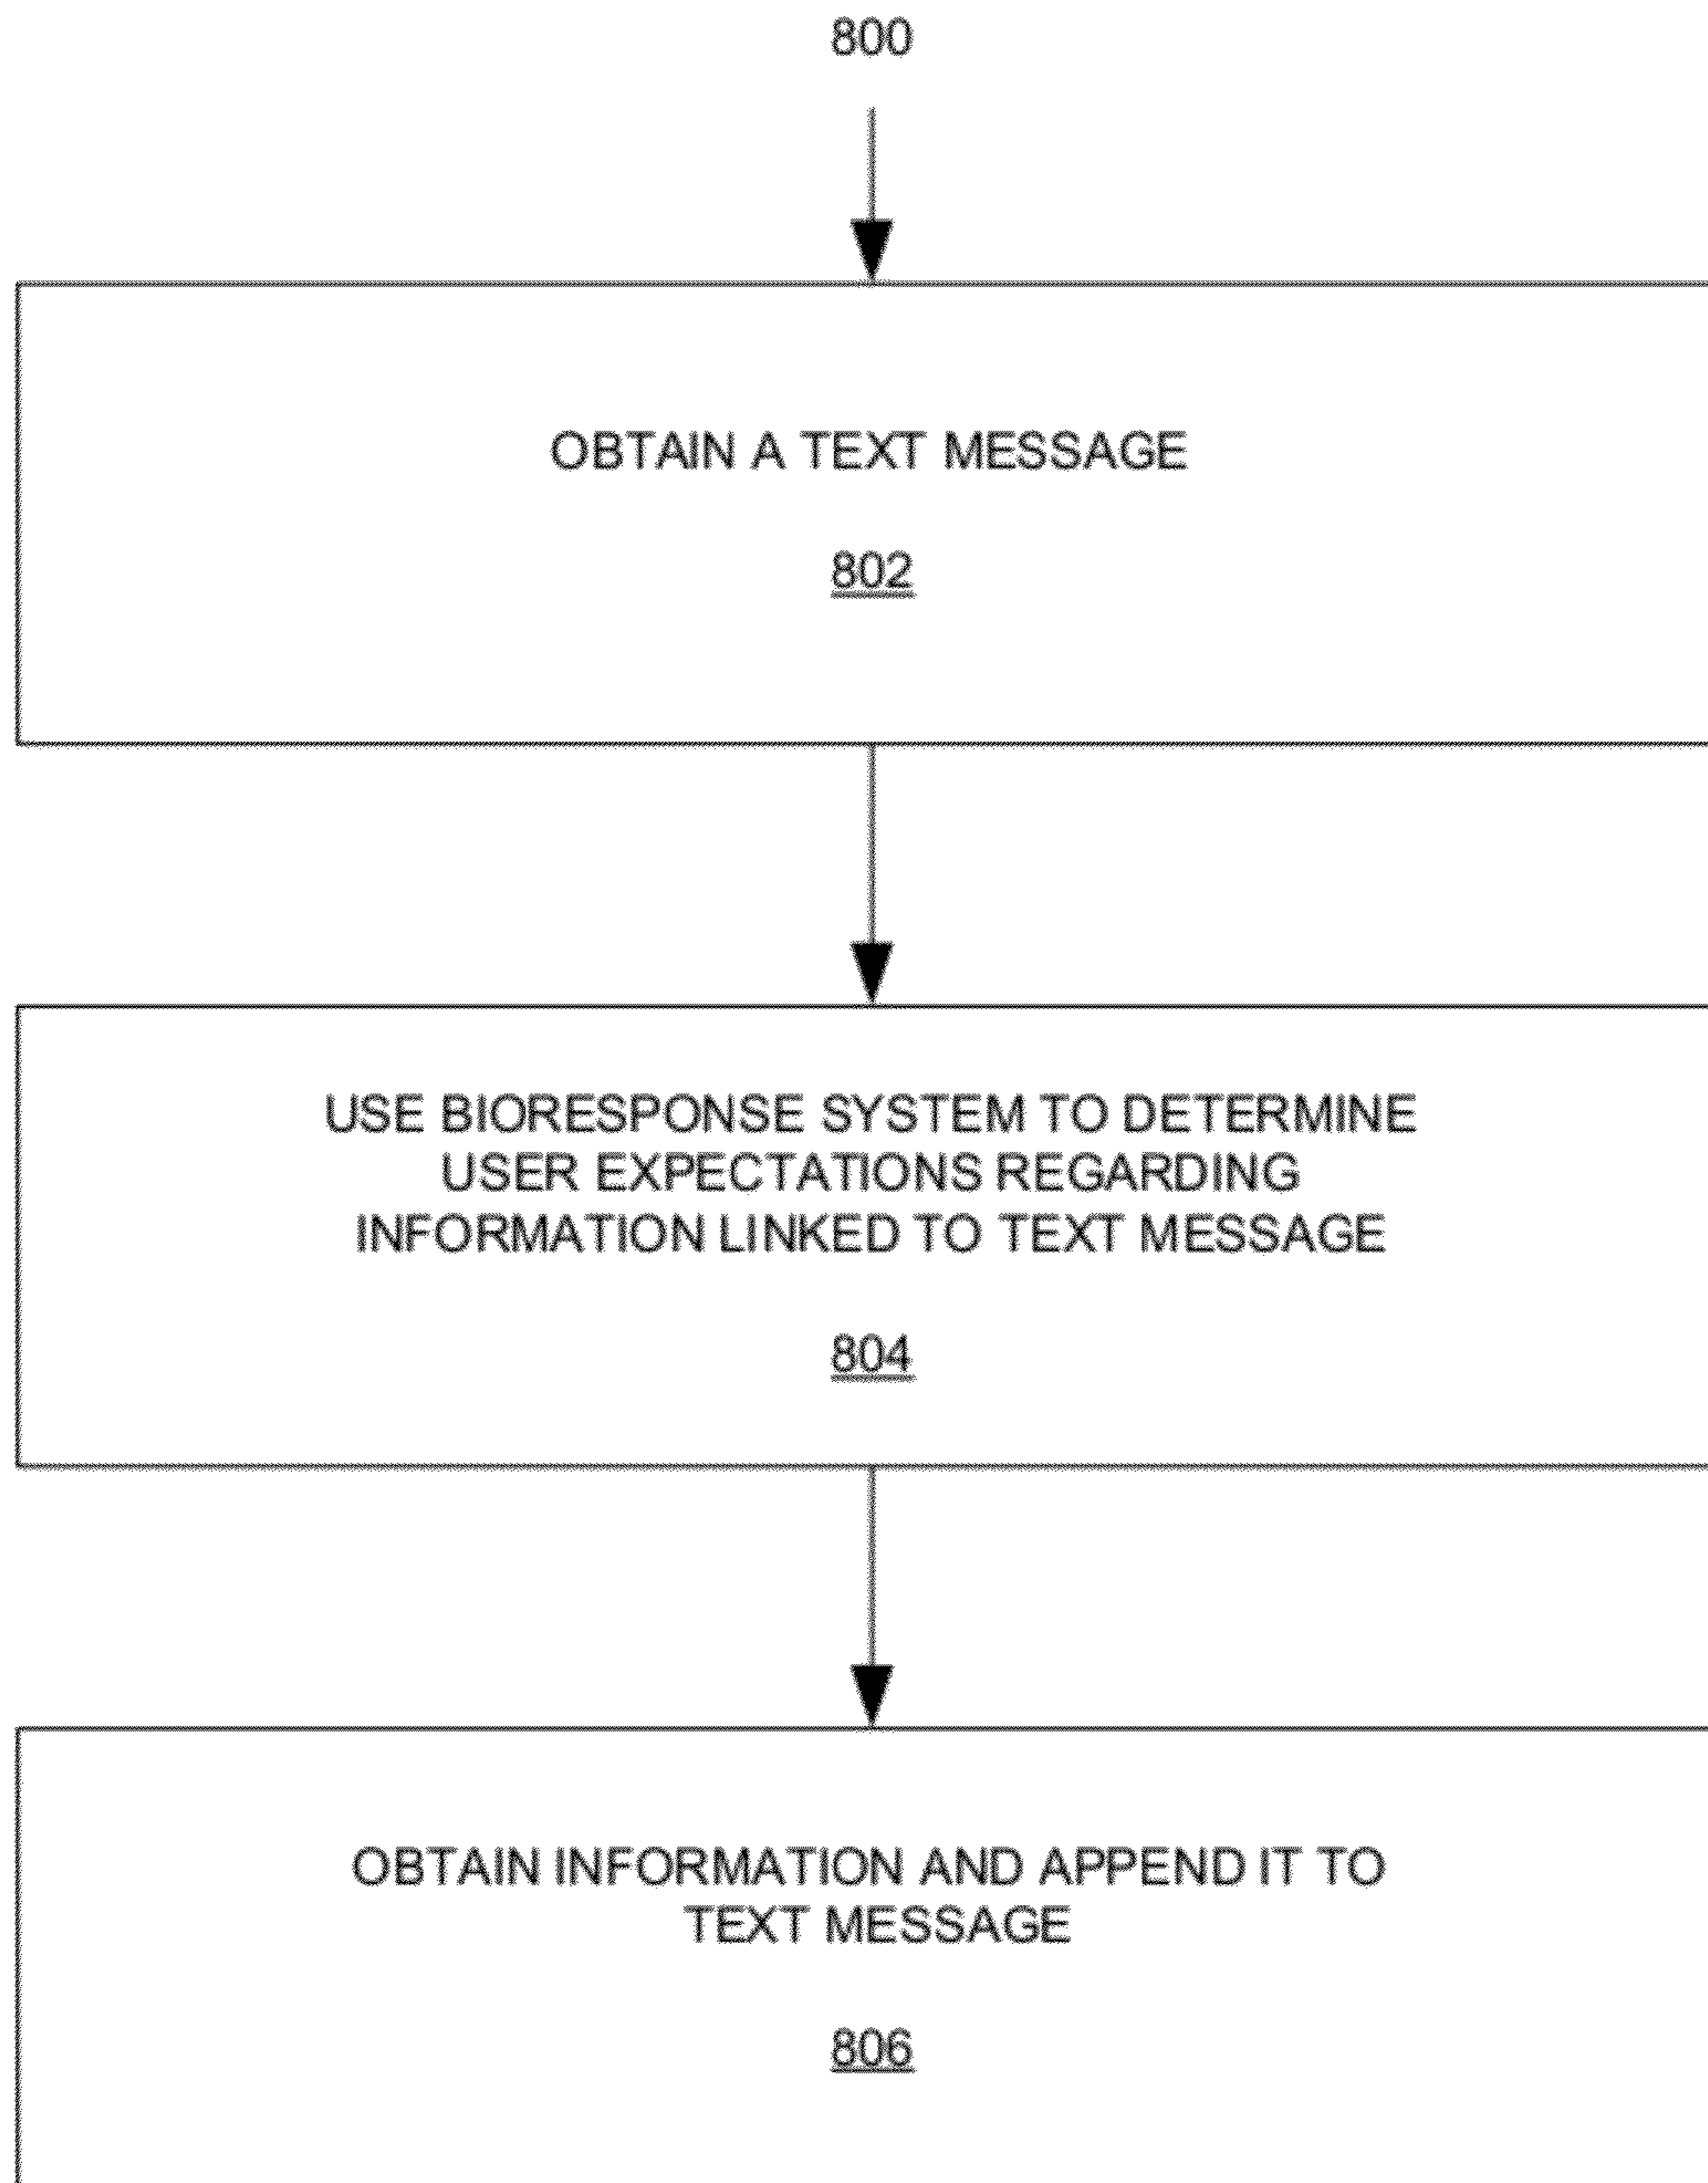 800
OBTAIN A TEXT MESSAGE
802
USE BIORESPONSE SYSTEM TO DETERMINE
USER EXPECTATIONS REGARDING
INFORMATION LINKED TO TEXT MESSAGE
804
OBTAIN INFORMATION AND APPEND IT TO
TEXT MESSAGE
806